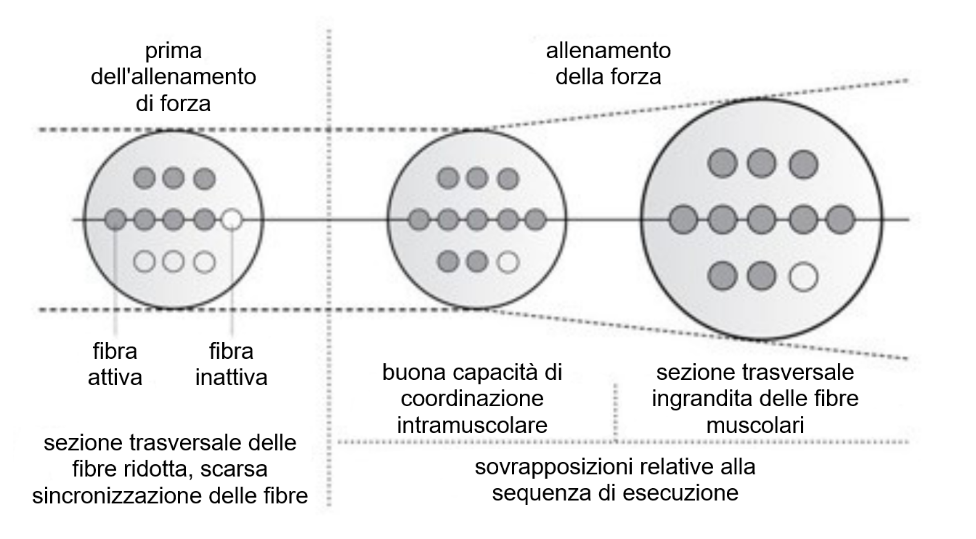 prima
dell'allenamento
di forza
allenamento
della forza
fibra
attiva
fibra
inattiva
sezione trasversale delle
fibre ridotta, scarsa
sincronizzazione delle fibre
buona capacità di
coordinazione
intramuscolare
sezione trasversale
ingrandita delle fibre
muscolari
sovrapposizioni relative alla
sequenza di esecuzione